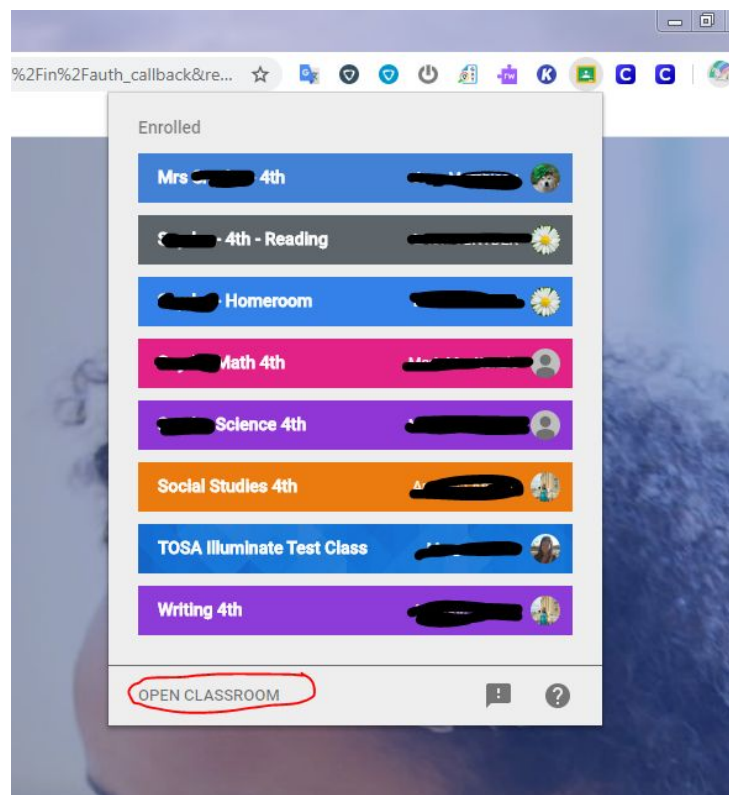 %2Fin%2Fauth_callback&re...
Enrolled
Mrs 4th
- 4th - Reading
- Homeroom
Math 4th
Science 4th
Social Studies 4th
TOSA Illuminate Test Class
Writing 4th
OPEN CLASSROOM